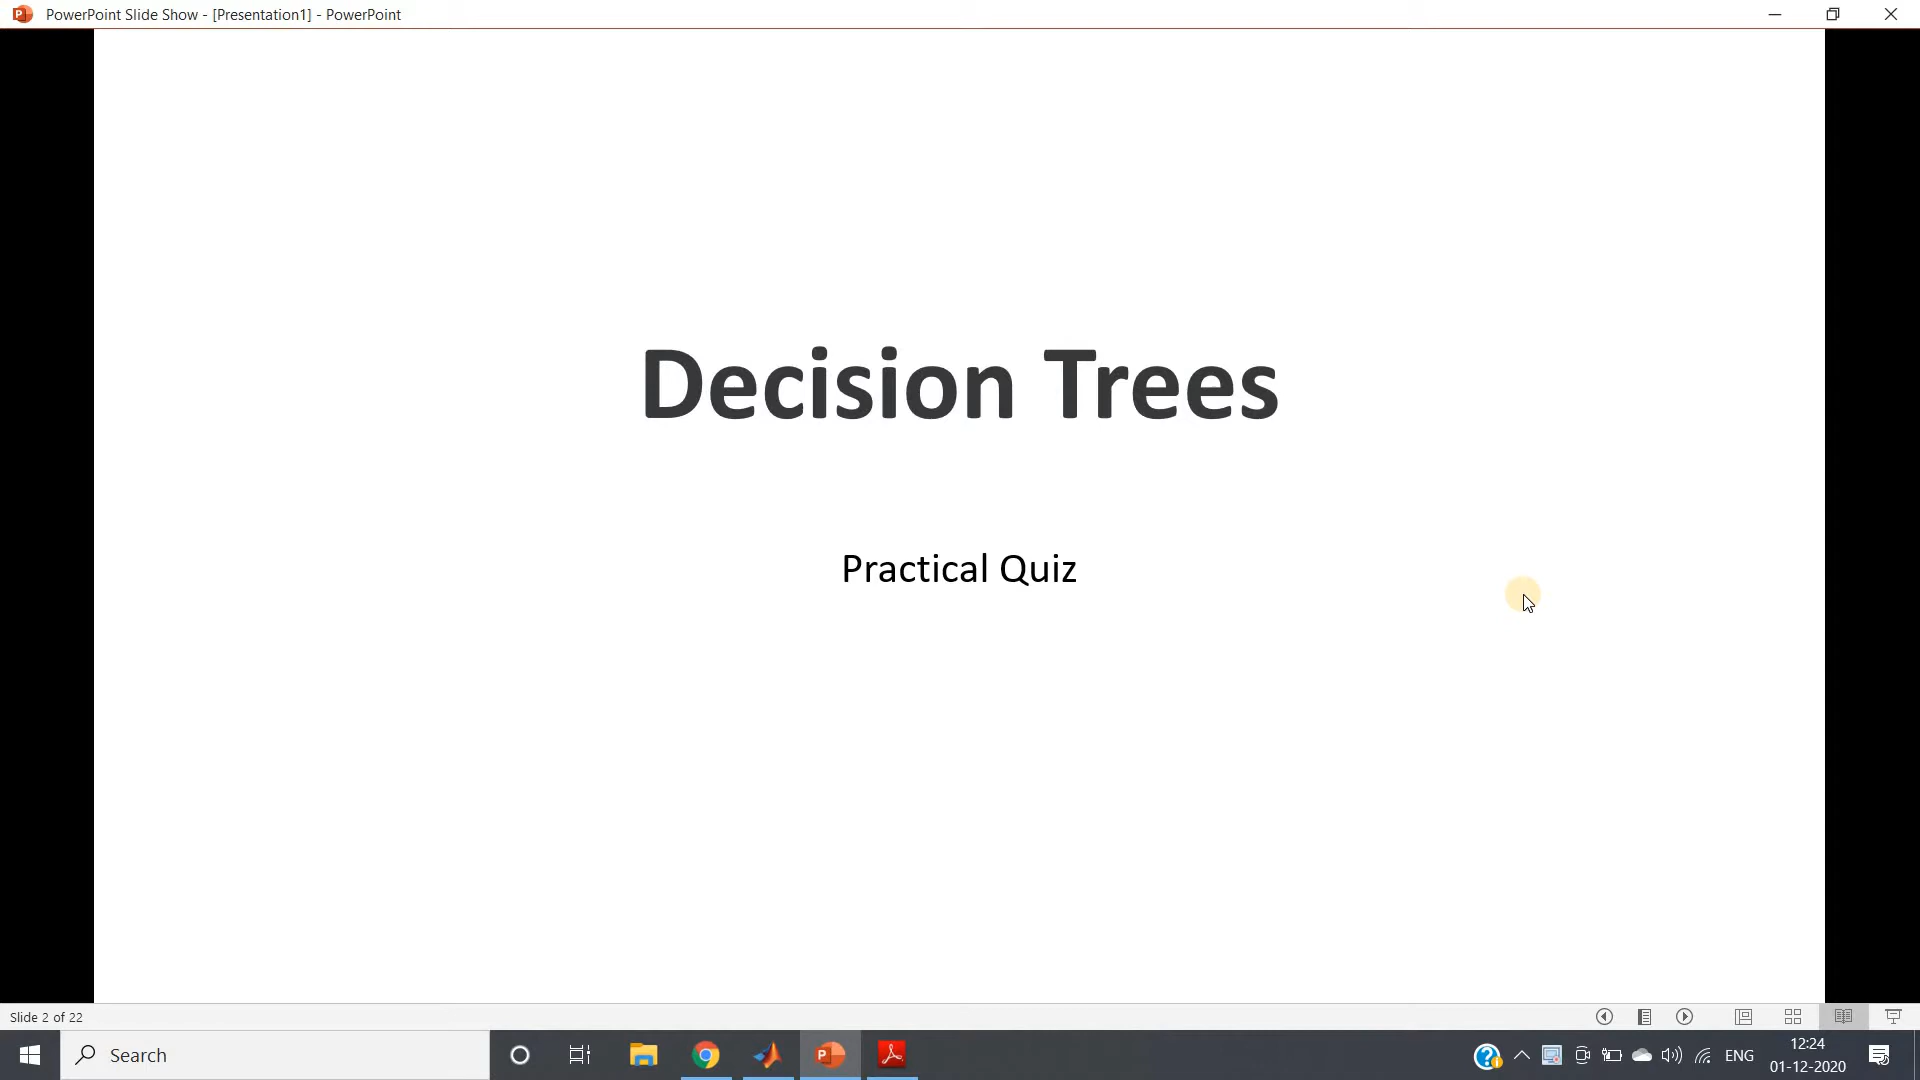 PowerPoint Slide Show - [Presentation1] - PowerPoint
Decision Trees
Practical Quiz
Slide 2 of 22
Search
ENG
12:24
01-12-2020